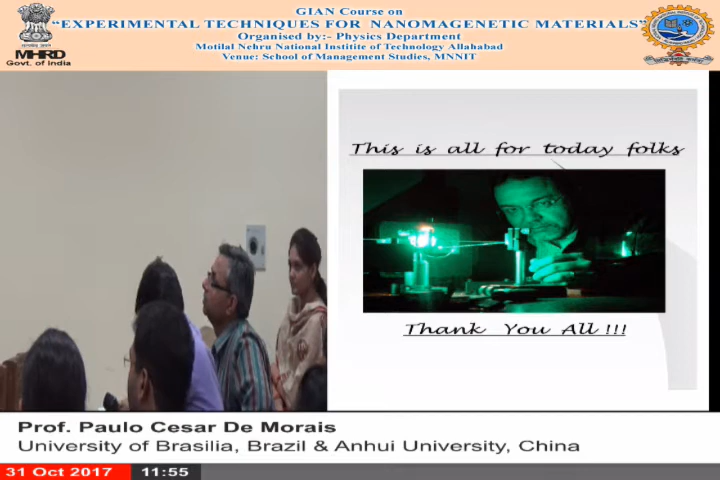 GIAN Course on
“EXPERIMENTAL TECHNIQUES FOR NANOMAGENETIC MATERIALS”
Organised by:- Physics Department
Motilal Nehru National Institite of Technology Allahabad
Venue: School of Management Studies, MNNIT
MHRD
Govt. of India
This is all for today folks
Thank You All !!!
Prof. Paulo Cesar De Morais
University of Brasilia, Brazil & Anhui University, China
31 Oct 2017 11:55